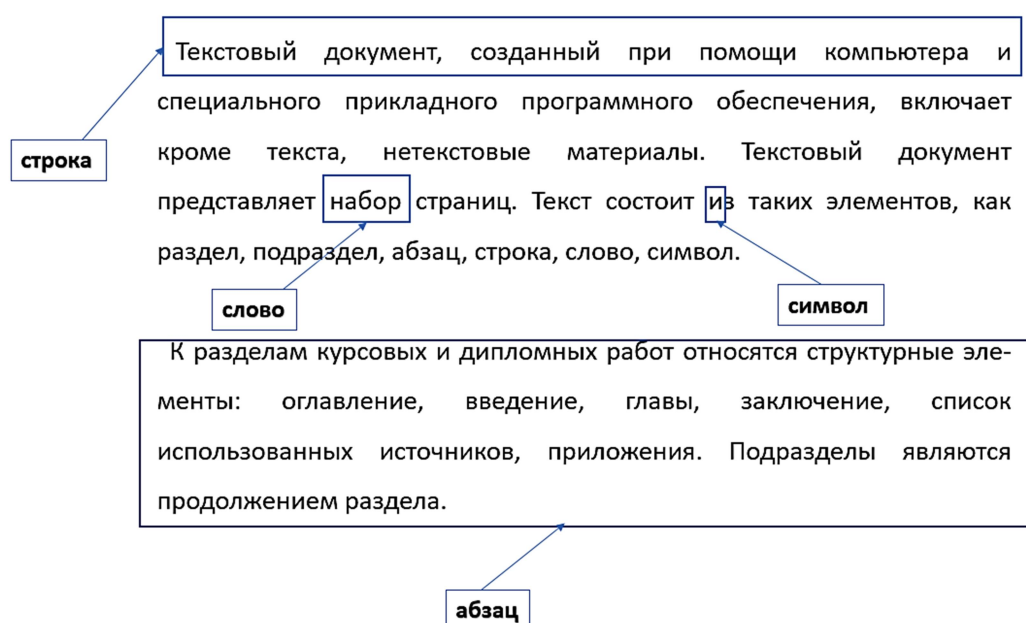 Текстовый документ, созданный при помощи компьютера и
специального прикладного программного обеспечения, включает
строка
кроме текста, нетекстовые материалы. Текстовый документ
представляет набор страниц. Текст состоит из таких элементов, как
раздел, подраздел, абзац, строка, слово, символ.
слово
символ
К разделам курсовых и дипломных работ относятся структурные эле-
менты: оглавление, введение, главы, заключение, список
использованных источников, приложения. Подразделы являются
продолжением раздела.
абзац